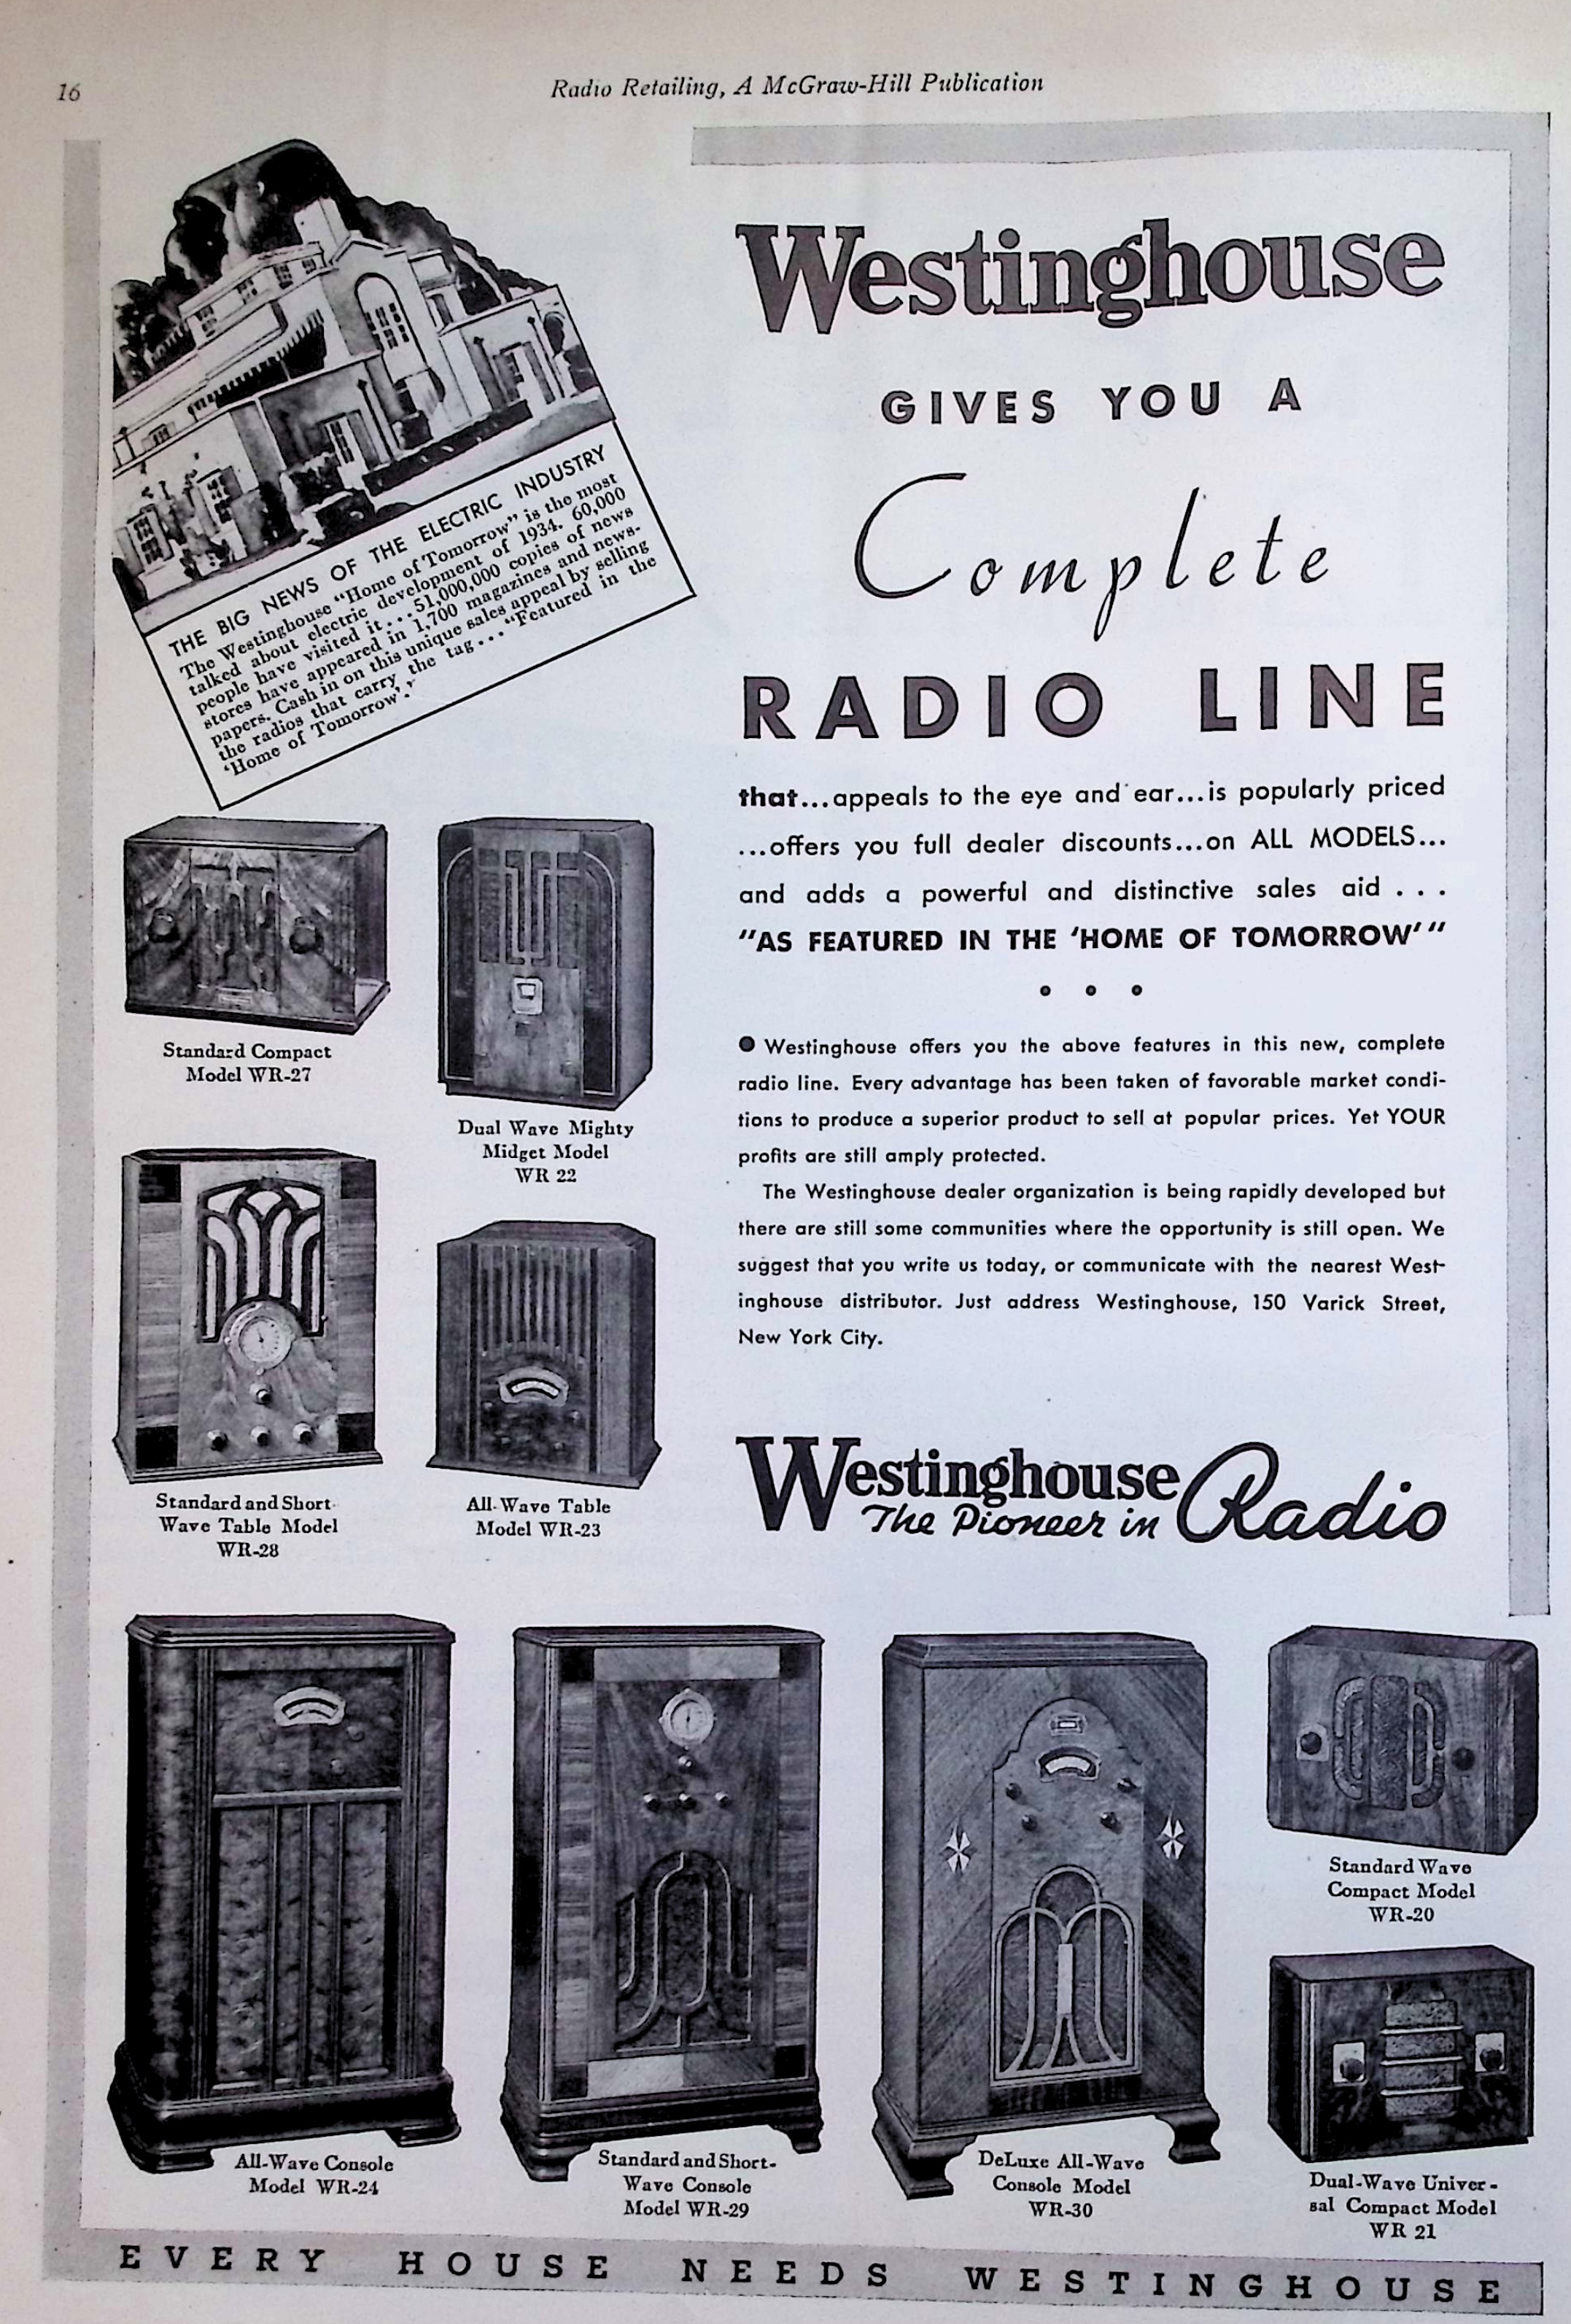 16
Radio Retailing, A McGraw-Hill Publication
THE BIG NEWS OF THE ELECTRIC INDUSTRY
The Westinghouse "Home of Tomorrow" is the most
talked about electric development of 1934. 60,000
people have visited it...51,000,000 copies of news
stores have appeared in 1,700 magazines and news-
papers. Cash in on this unique sales appeal by selling
the radios that carry the tag..."Featured in the
'Home of Tomorrow'."
Westinghouse
GIVES YOU A
Complete
RADIO LINE
that...appeals to the eye and ear...is popularly priced
...offers you full dealer discounts...on ALL MODELS...
and adds a powerful and distinctive sales aid . . .
"AS FEATURED IN THE 'HOME OF TOMORROW'"
• • •
• Westinghouse offers you the above features in this new, complete
radio line. Every advantage has been taken of favorable market condi-
tions to produce a superior product to sell at popular prices. Yet YOUR
profits are still amply protected.
The Westinghouse dealer organization is being rapidly developed but
there are still some communities where the opportunity is still open. We
suggest that you write us today, or communicate with the nearest West-
inghouse distributor. Just address Westinghouse, 150 Varick Street,
New York City.
Westinghouse
The Pioneer in Radio
Standard Compact
Model WR-27
Dual Wave Mighty
Midget Model
WR 22
Standard and Short-
Wave Table Model
WR-28
All-Wave Table
Model WR-23
All-Wave Console
Model WR-24
Standard and Short-
Wave Console
Model WR-29
DeLuxe All-Wave
Console Model
WR-30
Standard Wave
Compact Model
WR-20
Dual-Wave Univer-
sal Compact Model
WR 21
EVERY HOUSE NEEDS WESTINGHOUSE